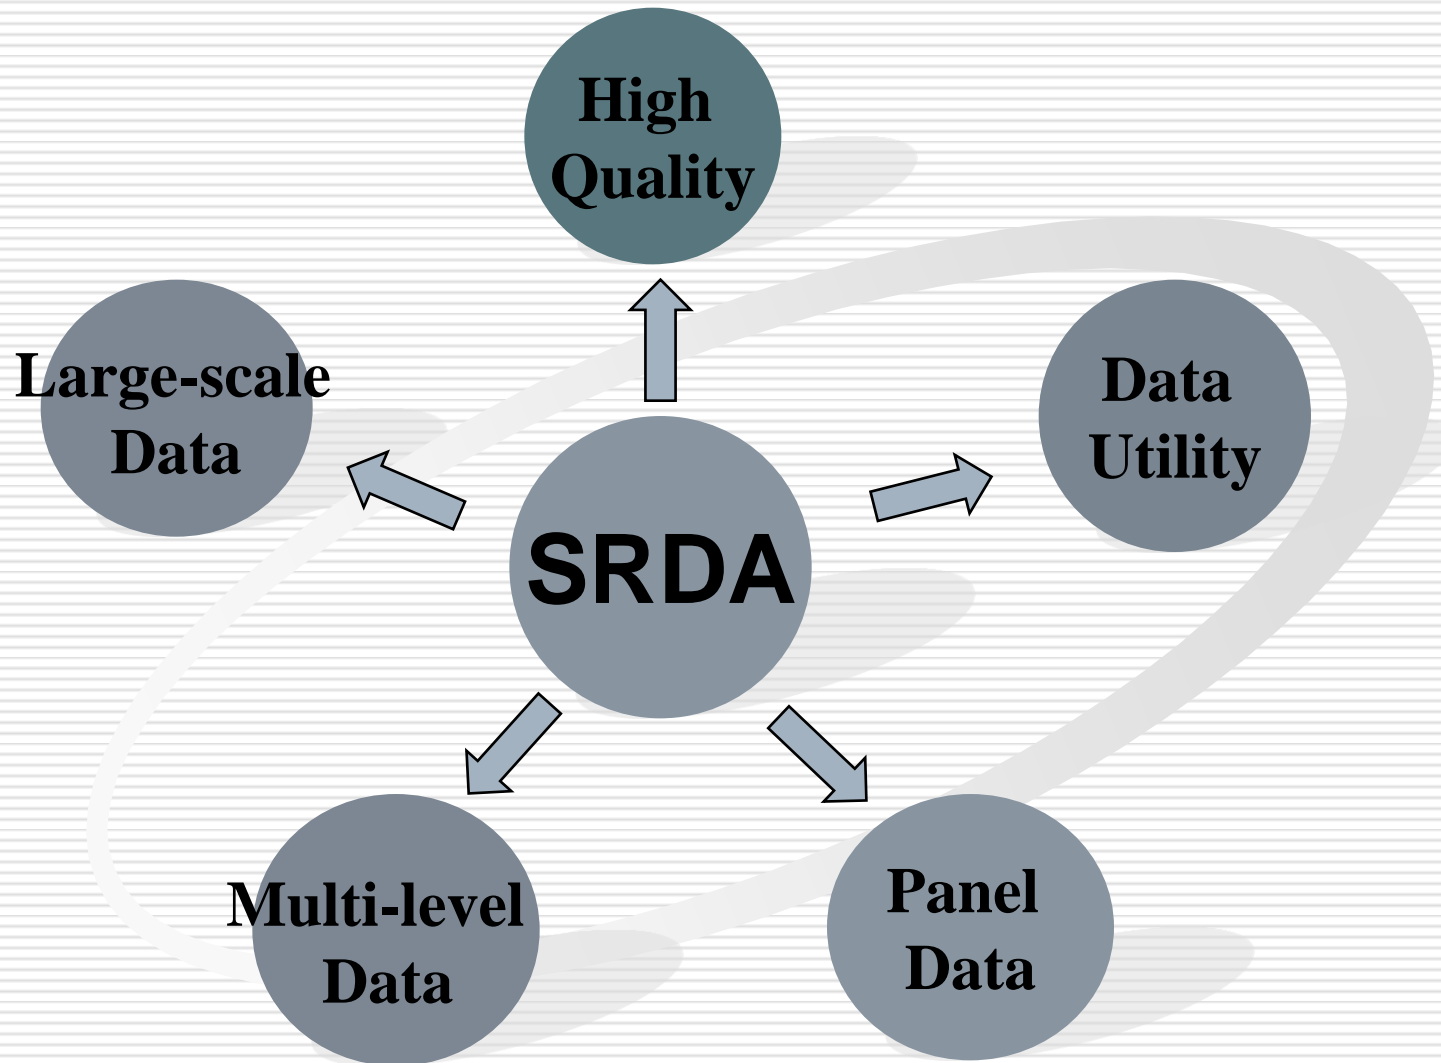 High
Quality
Large-scale
Data
Data
Utility
SRDA
Multi-level
Data
Panel
Data